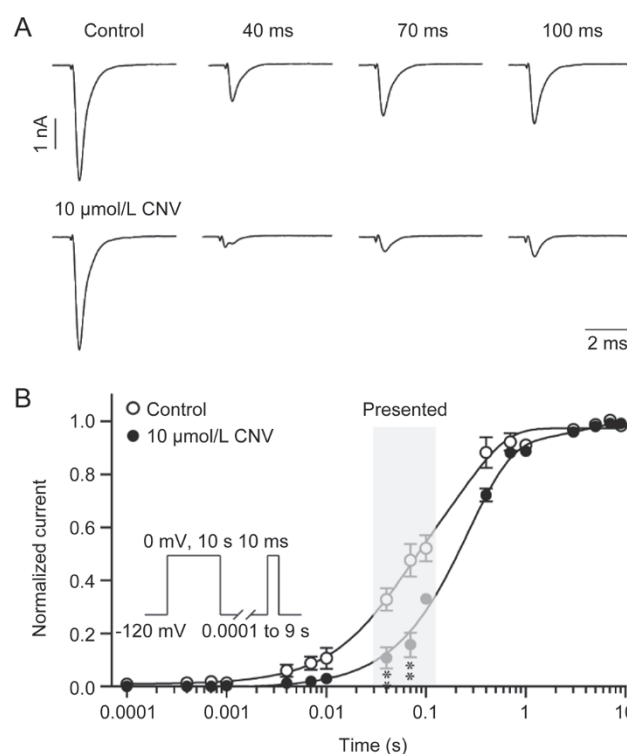 A
Control 40 ms 70 ms 100 ms
1 nA
10 µmol/L CNV
2 ms
B
Control
10 µmol/L CNV
Presented
Normalized current
1.0
0.8
0.6
0.4
0.2
0.0
0 mV, 10 s 10 ms
-120 mV 0.0001 to 9 s
** **
0.0001 0.001 0.01 0.1 1 10
Time (s)